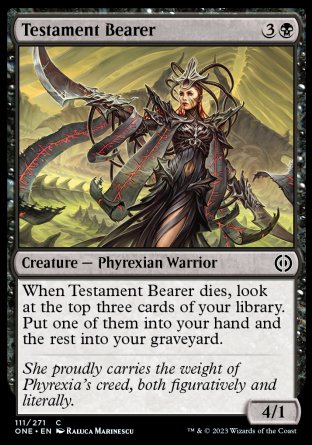 Testament Bearer 3
Creature — Phyrexian Warrior
When Testament Bearer dies, look
at the top three cards of your library.
Put one of them into your hand and
the rest into your graveyard.
She proudly carries the weight of
Phyrexia's creed, both figuratively and
literally.
4/1
111/271 C
ONE • EN Raluca Marinescu
™ & © 2023 Wizards of the Coast